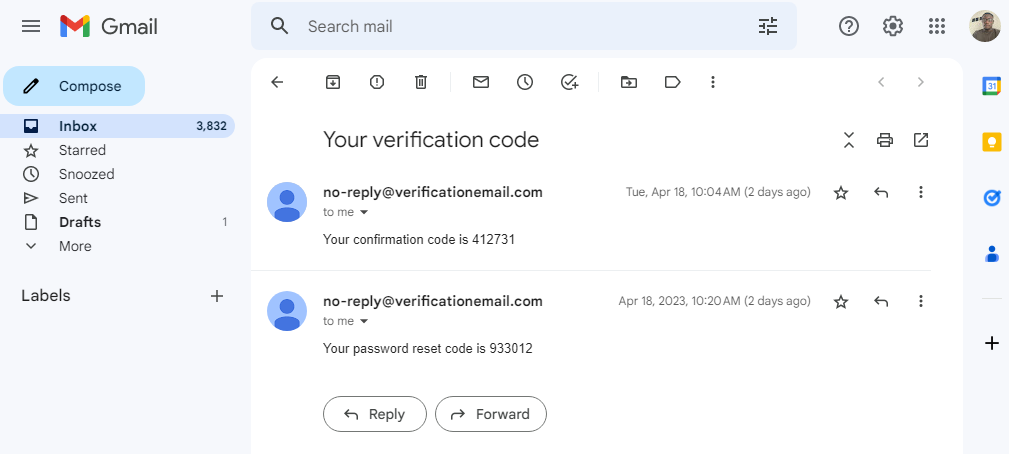 Gmail
Search mail
Compose
Inbox 3,832
Starred
Snoozed
Sent
Drafts 1
More
Labels
Your verification code
no-reply@verificationemail.com Tue, Apr 18, 10:04 AM (2 days ago)
to me
Your confirmation code is 412731
no-reply@verificationemail.com Apr 18, 2023, 10:20 AM (2 days ago)
to me
Your password reset code is 933012
Reply Forward
31